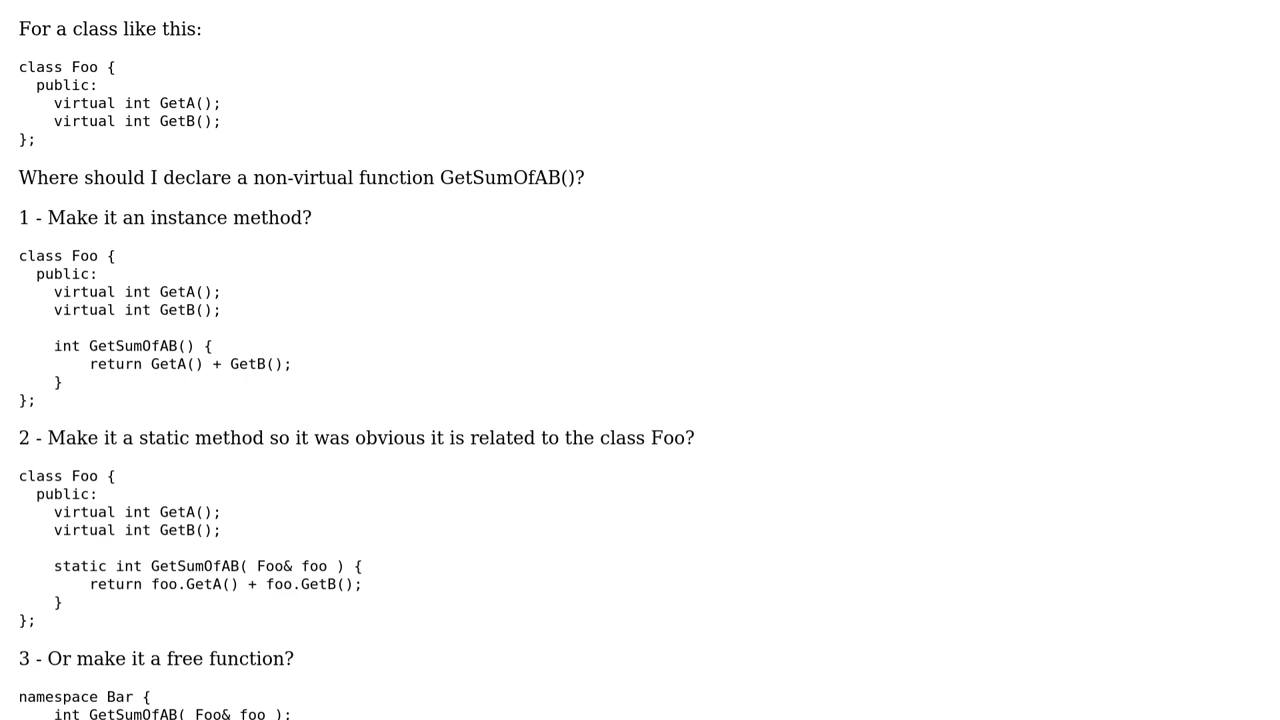 For a class like this:
class Foo {
  public:
    virtual int GetA();
    virtual int GetB();
};
Where should I declare a non-virtual function GetSumOfAB()?
1 - Make it an instance method?
class Foo {
  public:
    virtual int GetA();
    virtual int GetB();

    int GetSumOfAB() {
        return GetA() + GetB();
    }
};
2 - Make it a static method so it was obvious it is related to the class Foo?
class Foo {
  public:
    virtual int GetA();
    virtual int GetB();

    static int GetSumOfAB( Foo& foo ) {
        return foo.GetA() + foo.GetB();
    }
};
3 - Or make it a free function?
namespace Bar {
    int GetSumOfAB( Foo& foo );